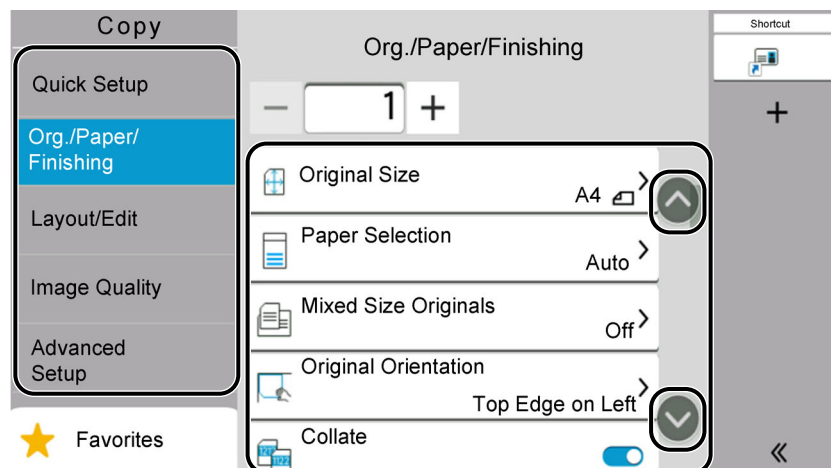 Copy
Quick Setup
Org./Paper/
Finishing
Layout/Edit
Image Quality
Advanced
Setup
Favorites
Org./Paper/Finishing
1
Original Size
A4
Paper Selection
Auto
Mixed Size Originals
Off
Original Orientation
Top Edge on Left
Collate
Shortcut